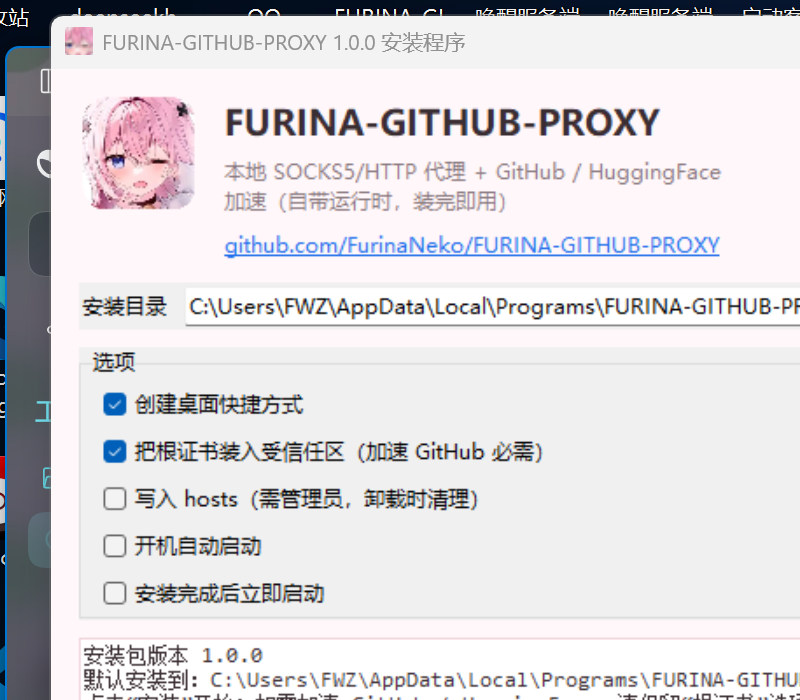 FURINA-GITHUB-PROXY 1.0.0 安装程序
FURINA-GITHUB-PROXY
本地 SOCKS5/HTTP 代理 + GitHub / HuggingFace
加速（自带运行时，装完即用）
github.com/FurinaNeko/FURINA-GITHUB-PROXY
安装目录 C:\Users\FWZ\AppData\Local\Programs\FURINA-GITHUB-PR
选项
创建桌面快捷方式
把根证书装入受信任区（加速 GitHub 必需）
写入 hosts（需管理员，卸载时清理）
开机自动启动
安装完成后立即启动
安装包版本 1.0.0
默认安装到: C:\Users\FWZ\AppData\Local\Programs\FURINA-GITHU